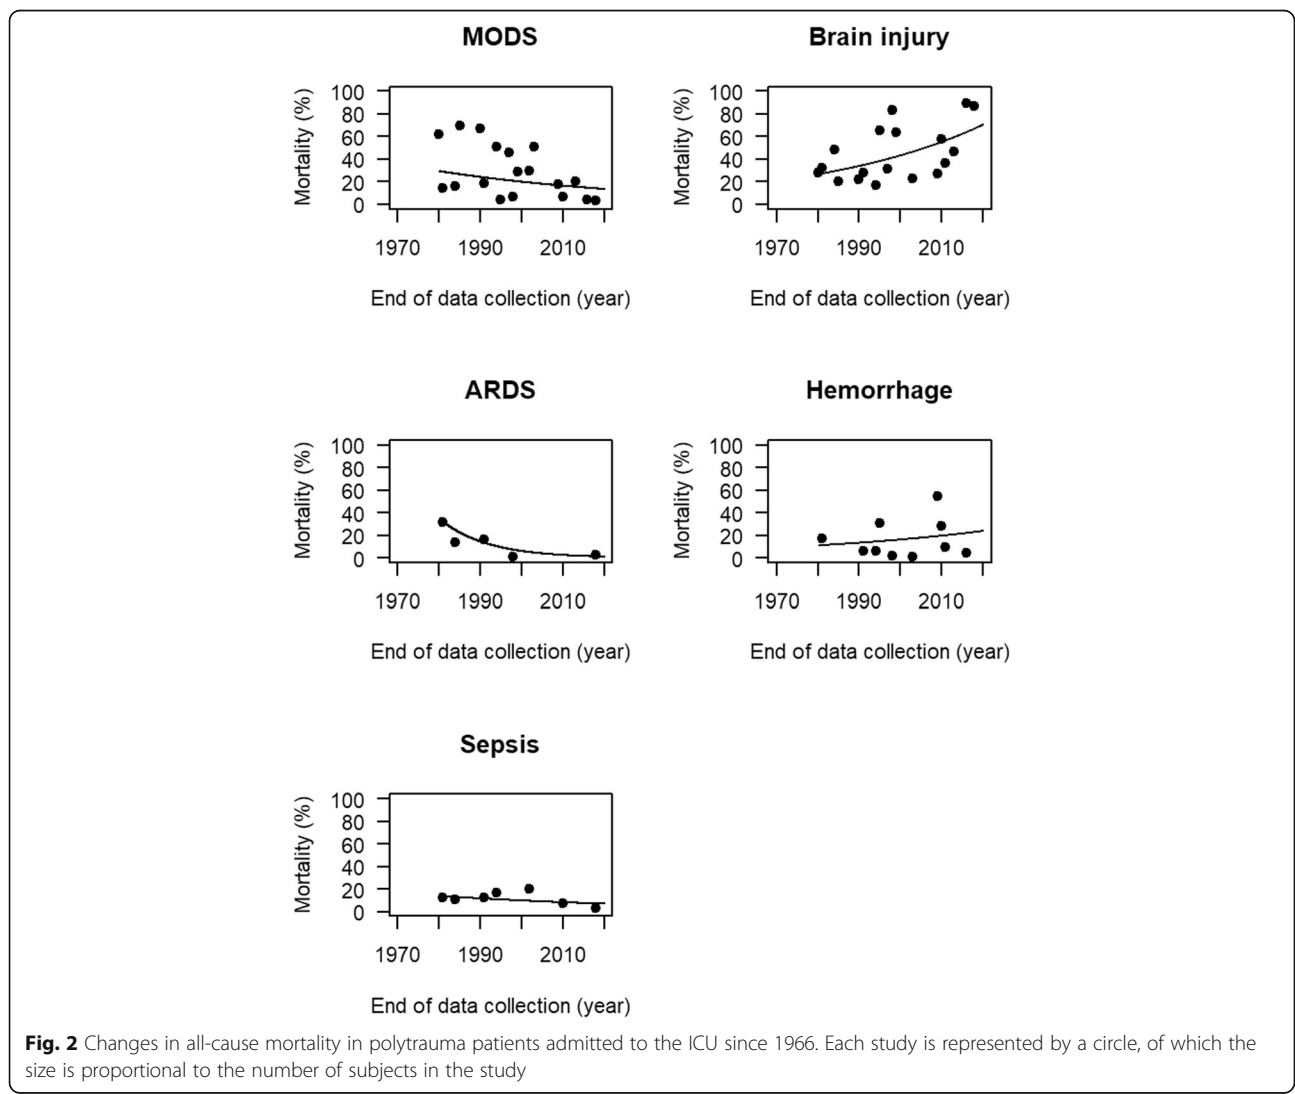 MODS
Mortality (%)
100
80
60
40
20
0
1970 1990 2010
End of data collection (year)
Brain injury
Mortality (%)
100
80
60
40
20
0
1970 1990 2010
End of data collection (year)
ARDS
Mortality (%)
100
80
60
40
20
0
1970 1990 2010
End of data collection (year)
Hemorrhage
Mortality (%)
100
80
60
40
20
0
1970 1990 2010
End of data collection (year)
Sepsis
Mortality (%)
100
80
60
40
20
0
1970 1990 2010
End of data collection (year)
Fig. 2 Changes in all-cause mortality in polytrauma patients admitted to the ICU since 1966. Each study is represented by a circle, of which the
size is proportional to the number of subjects in the study